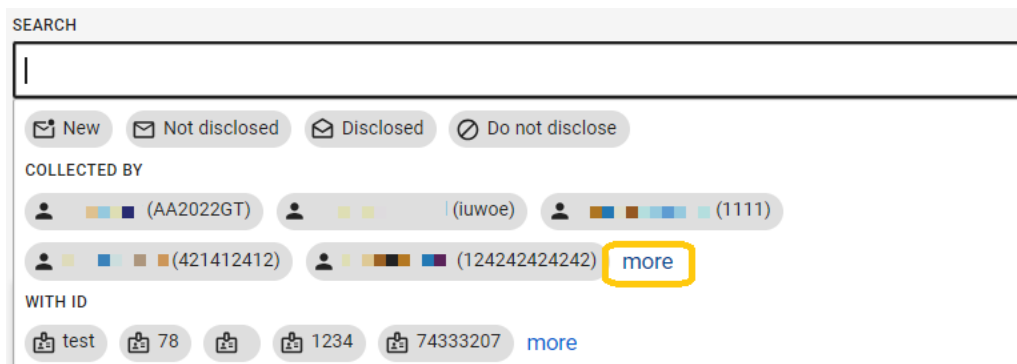 SEARCH
New Not disclosed Disclosed Do not disclose
COLLECTED BY
(AA2022GT) (iuwoe) (1111)
(421412412) (124242424242) more
WITH ID
test 78 1234 74333207 more